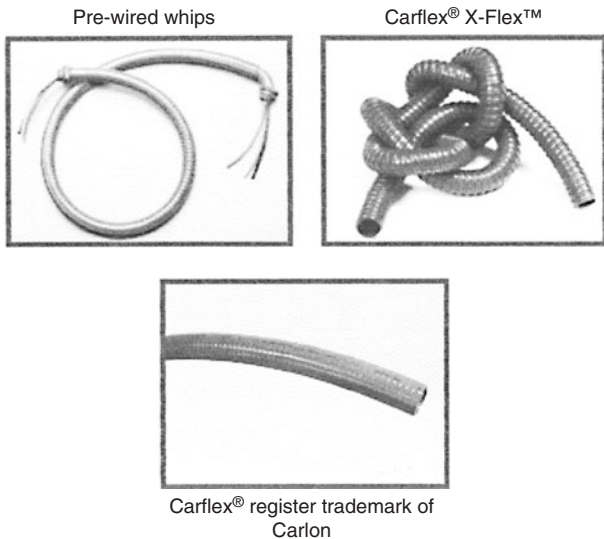 Pre-wired whips
Carflex® X-Flex™
Carflex® register trademark of
Carlon